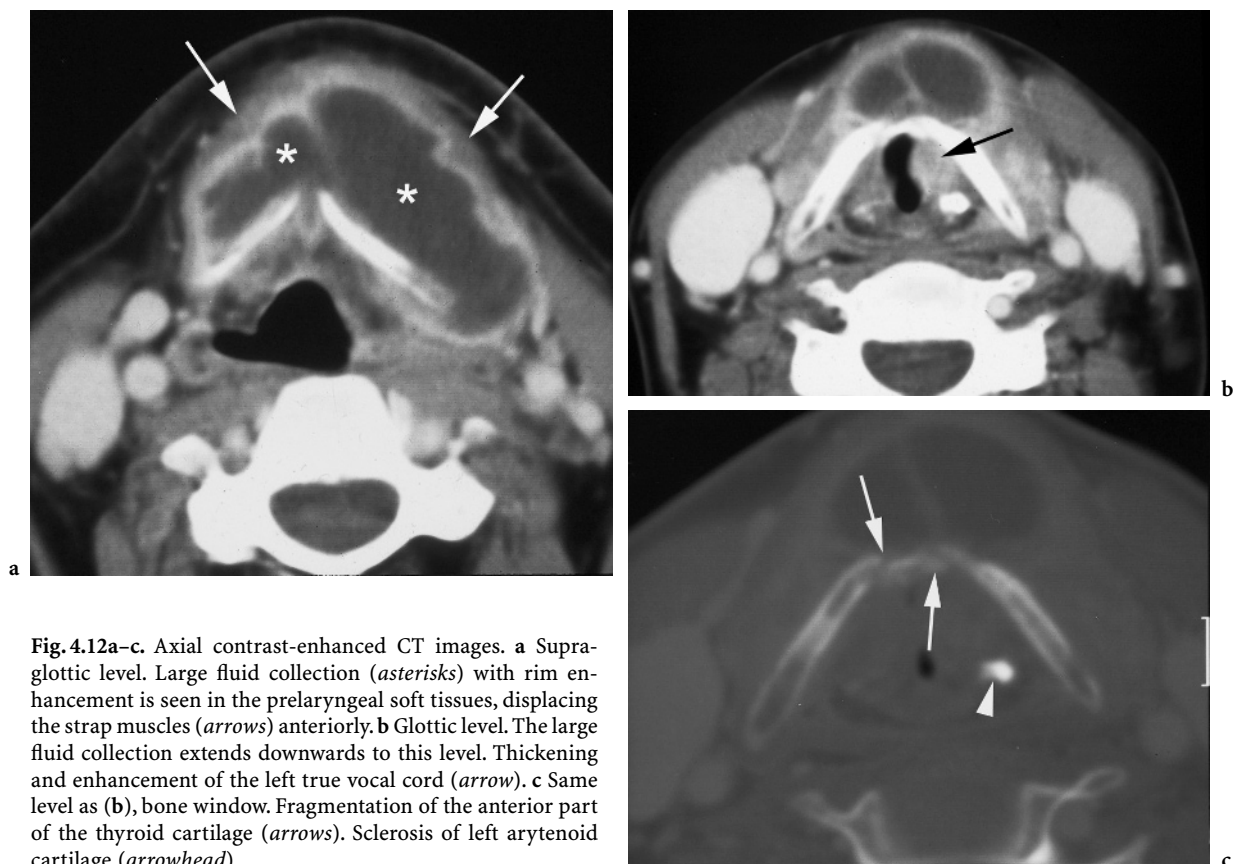 a
b
c
Fig. 4.12a–c. Axial contrast-enhanced CT images. a Supra-
glottic level. Large fluid collection (asterisks) with rim en-
hancement is seen in the prelaryngeal soft tissues, displacing
the strap muscles (arrows) anteriorly. b Glottic level. The large
fluid collection extends downwards to this level. Thickening
and enhancement of the left true vocal cord (arrow). c Same
level as (b), bone window. Fragmentation of the anterior part
of the thyroid cartilage (arrows). Sclerosis of left arytenoid
cartilage (arrowhead)